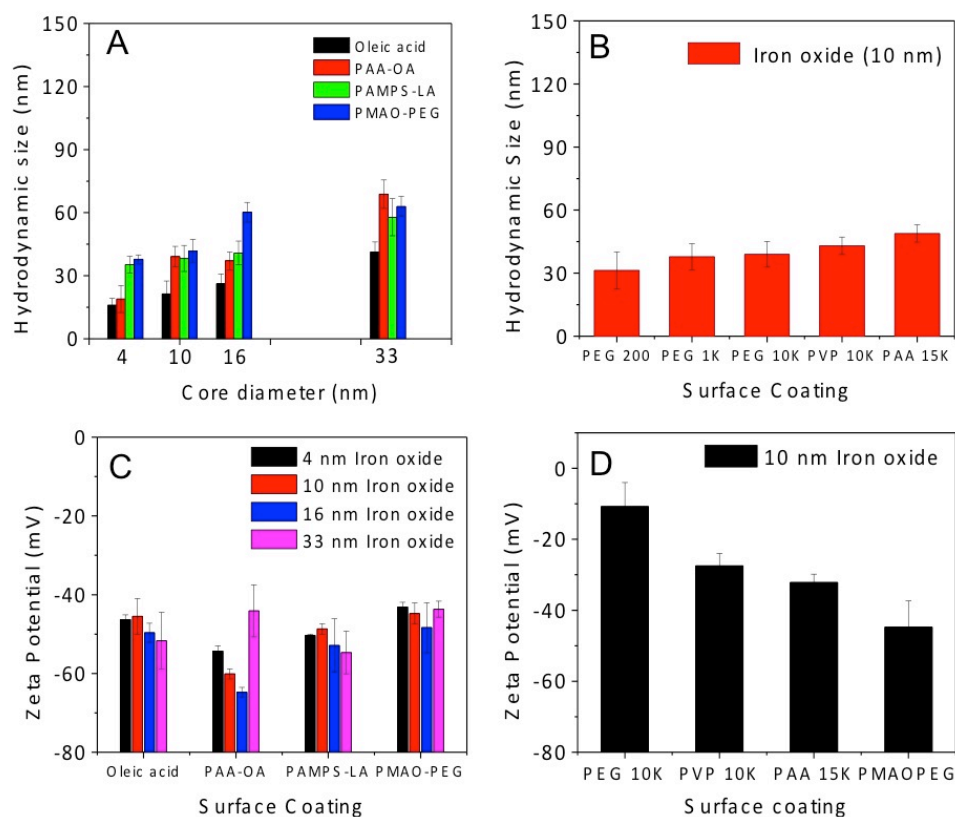 A
Hydrodynamic size (nm)
150
120
90
60
30
0
Oleic acid
PAA-OA
PAMPS-LA
PMAO-PEG
4 10 16 33
Core diameter (nm)
B
Hydrodynamic Size (nm)
150
120
90
60
30
0
Iron oxide (10 nm)
PEG 200 PEG 1K PEG 10K PVP 10K PAA 15K
Surface Coating
C
Zeta Potential (mV)
0
-20
-40
-60
-80
4 nm Iron oxide
10 nm Iron oxide
16 nm Iron oxide
33 nm Iron oxide
Oleic acid PAA-OA PAMPS-LA PMAO-PEG
Surface Coating
D
Zeta Potential (mV)
0
-20
-40
-60
-80
10 nm Iron oxide
PEG 10K PVP 10K PAA 15K PMAOPEG
Surface coating